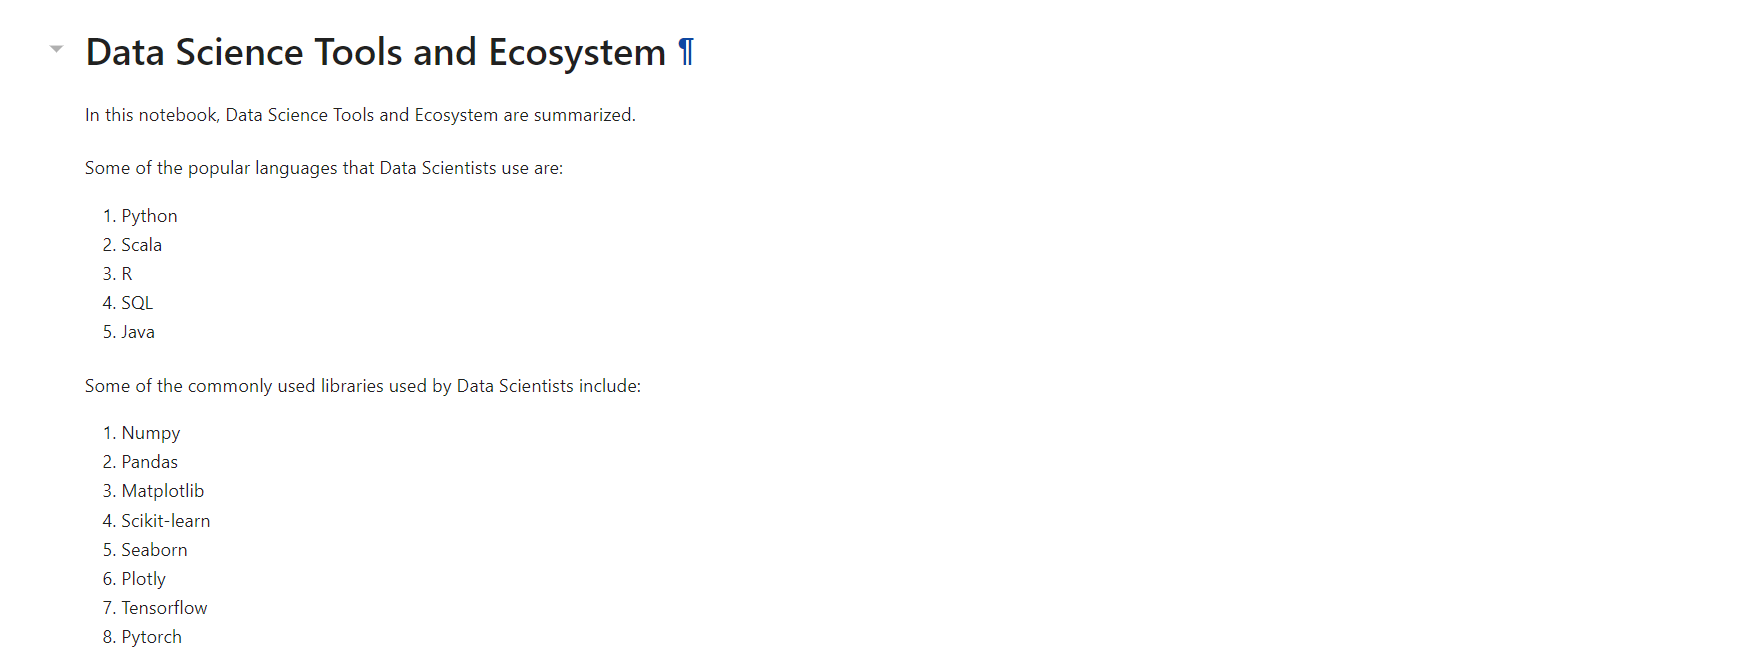 Data Science Tools and Ecosystem ¶
In this notebook, Data Science Tools and Ecosystem are summarized.
Some of the popular languages that Data Scientists use are:
1. Python
2. Scala
3. R
4. SQL
5. Java
Some of the commonly used libraries used by Data Scientists include:
1. Numpy
2. Pandas
3. Matplotlib
4. Scikit-learn
5. Seaborn
6. Plotly
7. Tensorflow
8. Pytorch